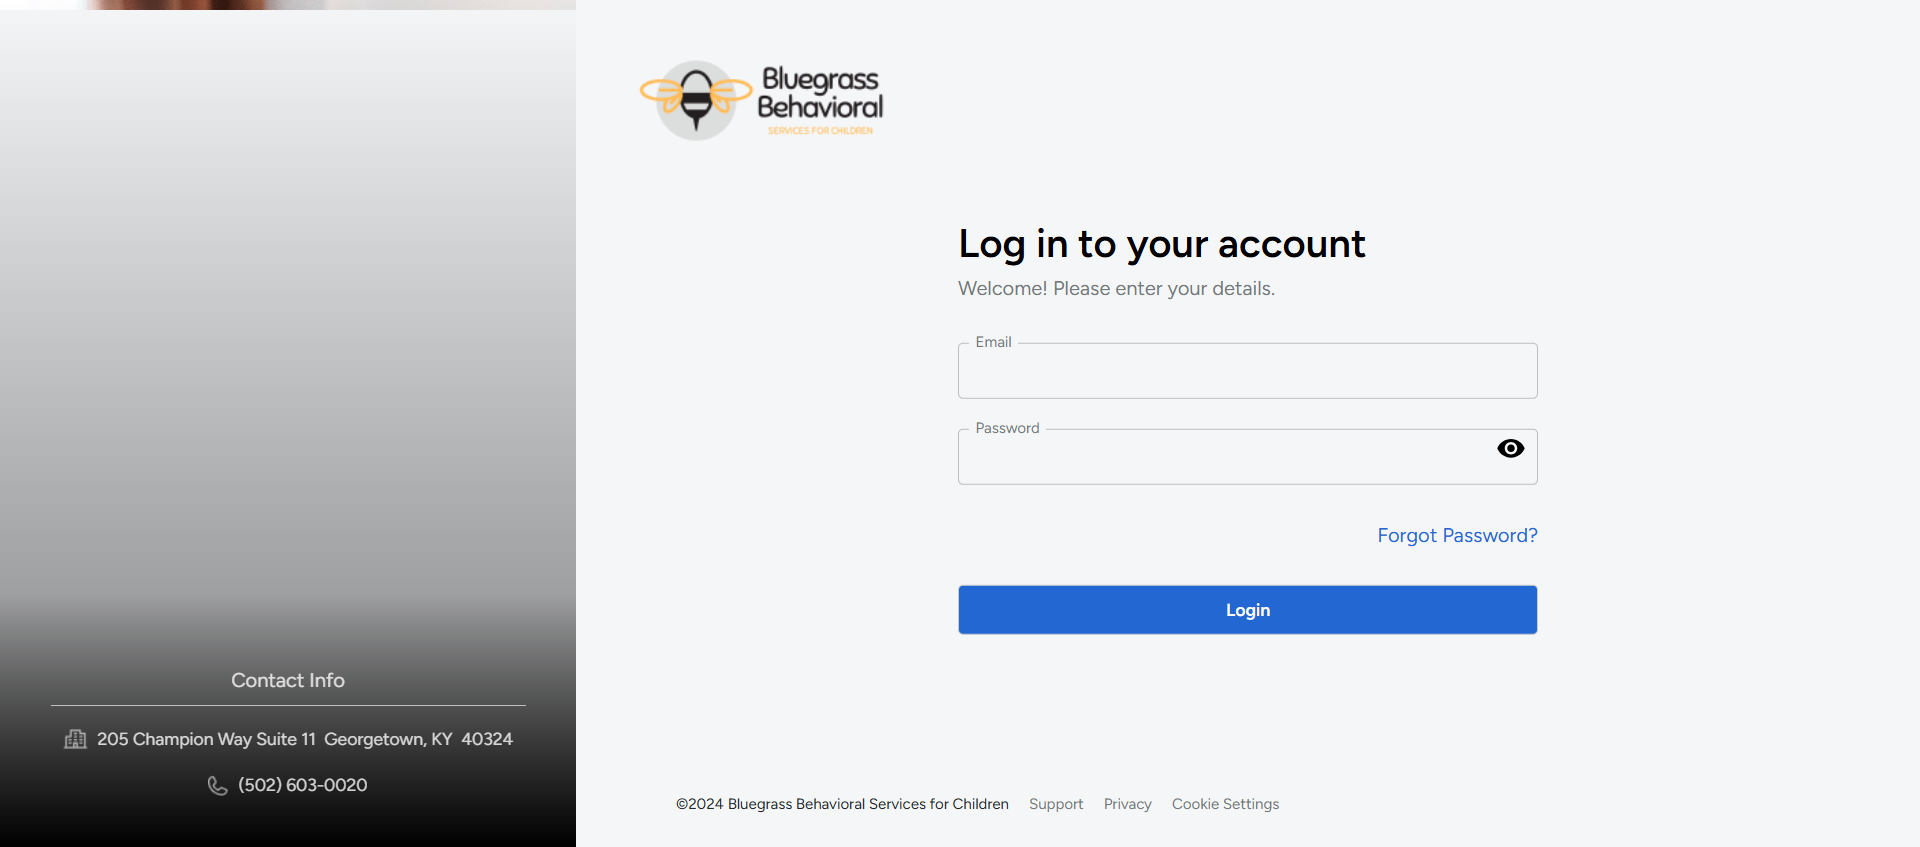 Bluegrass
Behavioral
SERVICES FOR CHILDREN
Log in to your account
Welcome! Please enter your details.
Email
Password
Forgot Password?
Login
Contact Info
205 Champion Way Suite 11 Georgetown, KY 40324
(502) 603-0020
©2024 Bluegrass Behavioral Services for Children Support Privacy Cookie Settings